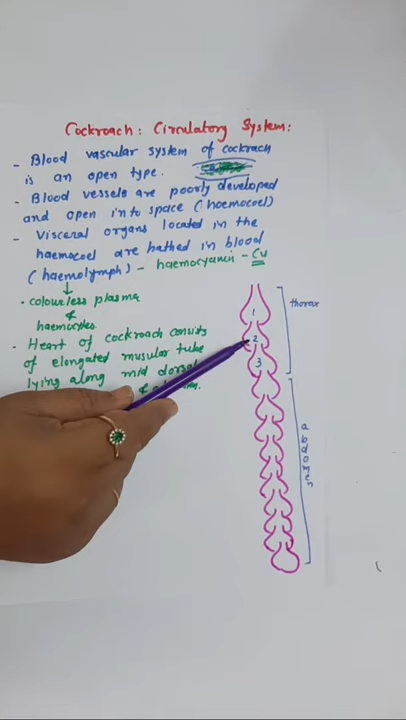 Cockroach: Circulatory System:
- Blood vascular system of cockroach
is an open type.
- Blood vessels are poorly developed
and open into space (haemocoel)
- Visceral organs located in the
haemocoel are bathed in blood
(haemolymph) - haemocyanin - Cu
↓
• colourless plasma
&
haemocytes
• Heart of cockroach consists
of elongated musular tube
lying along mid dorsal
&
1
2
3
thorax
abdomen